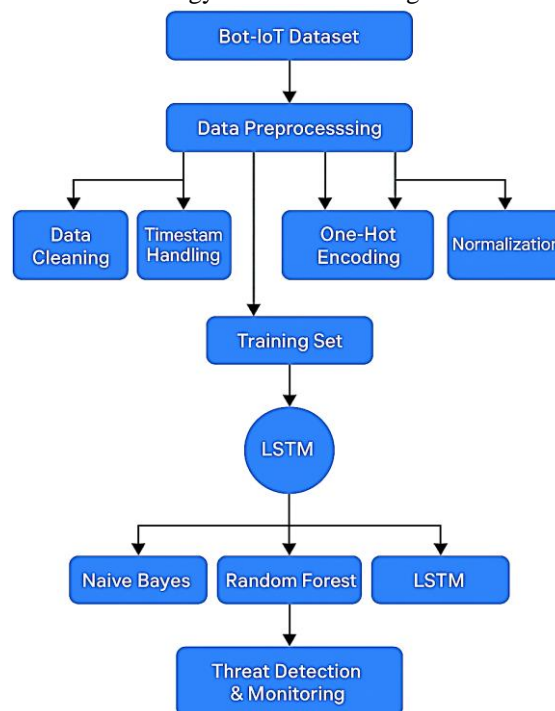 Bot-IoT Dataset
Data Preprocesssing
Data
Cleaning
Timestam
Handling
One-Hot
Encoding
Normalization
Training Set
LSTM
Naive Bayes
Random Forest
LSTM
Threat Detection
& Monitoring